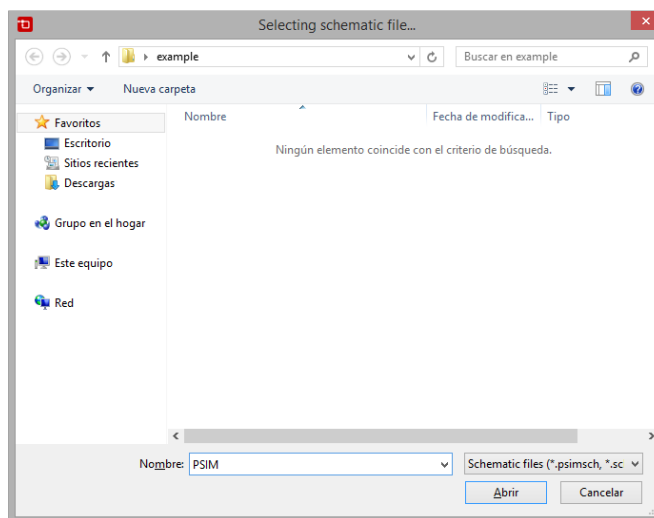 Selecting schematic file...
example
Buscar en example
Organizar
Nueva carpeta
Favoritos
Escritorio
Sitios recientes
Descargas
Grupo en el hogar
Este equipo
Red
Nombre
Fecha de modifica...
Tipo
Ningún elemento coincide con el criterio de búsqueda.
Nombre: PSIM
Schematic files (*.psimsch, *.sc
Abrir
Cancelar